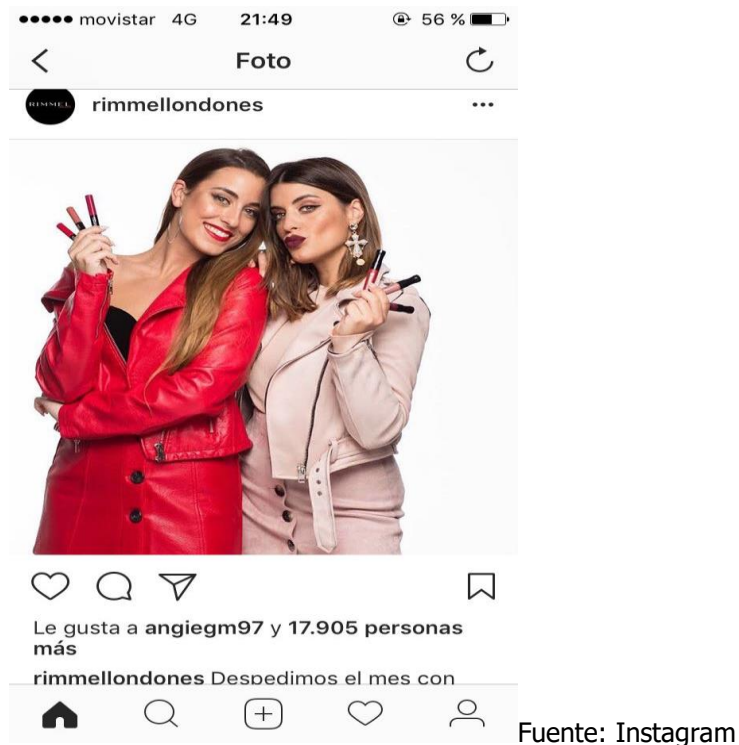 movistar 4G 21:49 56 %
Foto
RIMMEL
rimmellondones
Le gusta a angiegm97 y 17.905 personas
más
rimmellondones Despedimos el mes con
Fuente: Instagram